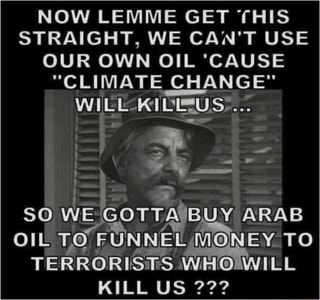 NOW LEMME GET THIS
STRAIGHT, WE CAN'T USE
OUR OWN OIL 'CAUSE
"CLIMATE CHANGE"
WILL KILL US ...
SO WE GOTTA BUY ARAB
OIL TO FUNNEL MONEY TO
TERRORISTS WHO WILL
KILL US ???